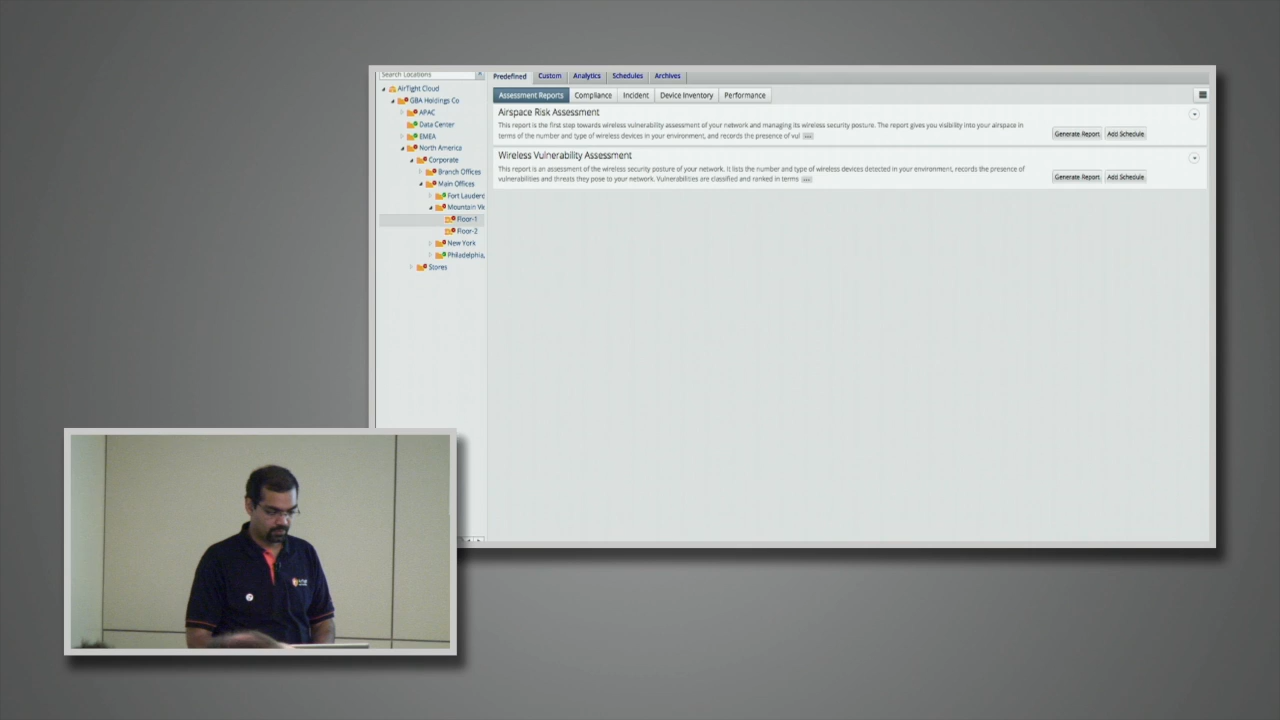 Search Locations
AirTight Cloud
GBA Holdings Co
APAC
Data Center
EMEA
North America
Corporate
Branch Offices
Main Offices
Fort Lauderd
Mountain Vie
Floor-1
Floor-2
New York
Philadelphia,
Stores
Predefined Custom Analytics Schedules Archives
Assessment Reports Compliance Incident Device Inventory Performance
Airspace Risk Assessment
This report is the first step towards wireless vulnerability assessment of your network and managing its wireless security posture. The report gives you visibility into your airspace in
terms of the number and type of wireless devices in your environment, and records the presence of vul ...
Generate Report Add Schedule
Wireless Vulnerability Assessment
This report is an assessment of the wireless security posture of your network. It lists the number and type of wireless devices detected in your environment, records the presence of
vulnerabilities and threats they pose to your network. Vulnerabilities are classified and ranked in terms ...
Generate Report Add Schedule